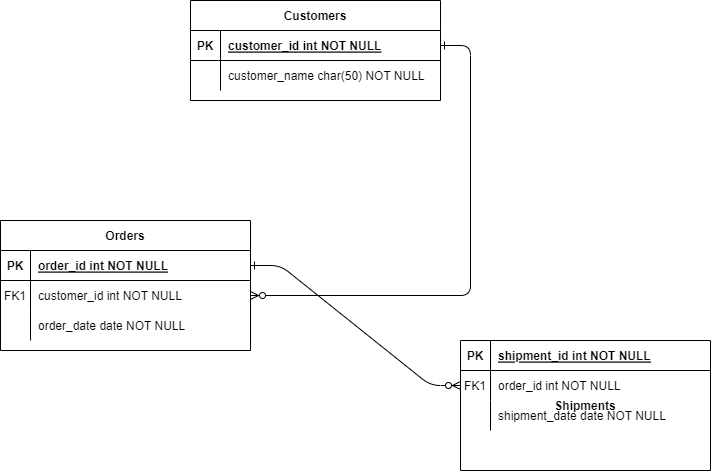 Customers
PK customer_id int NOT NULL
customer_name char(50) NOT NULL
Orders
PK order_id int NOT NULL
FK1 customer_id int NOT NULL
order_date date NOT NULL
PK shipment_id int NOT NULL
FK1 order_id int NOT NULL
Shipments
shipment_date date NOT NULL